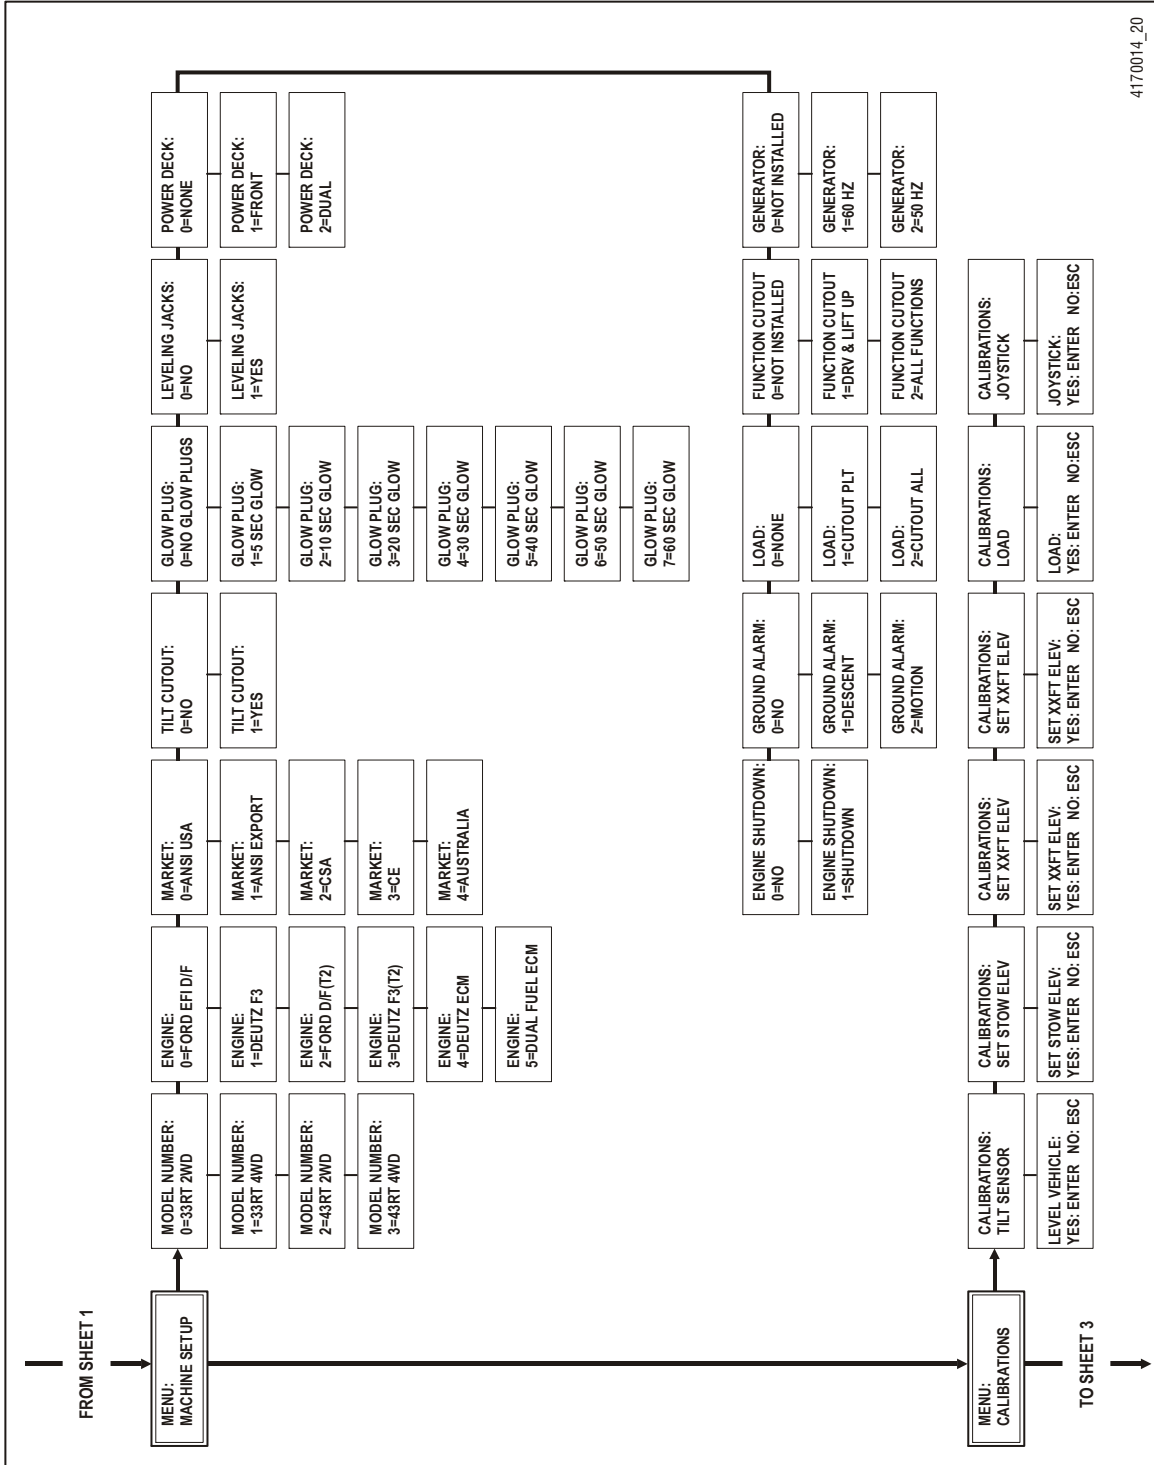 FROM SHEET 1
MENU:
MACHINE SETUP
MODEL NUMBER:
0=33RT 2WD
MODEL NUMBER:
1=33RT 4WD
MODEL NUMBER:
2=43RT 2WD
MODEL NUMBER:
3=43RT 4WD
ENGINE:
0=FORD EFI D/F
ENGINE:
1=DEUTZ F3
ENGINE:
2=FORD D/F(T2)
ENGINE:
3=DEUTZ F3(T2)
ENGINE:
4=DEUTZ ECM
ENGINE:
5=DUAL FUEL ECM
MARKET:
0=ANSI USA
MARKET:
1=ANSI EXPORT
MARKET:
2=CSA
MARKET:
3=CE
MARKET:
4=AUSTRALIA
TILT CUTOUT:
0=NO
TILT CUTOUT:
1=YES
GLOW PLUG:
0=NO GLOW PLUGS
GLOW PLUG:
1=5 SEC GLOW
GLOW PLUG:
2=10 SEC GLOW
GLOW PLUG:
3=20 SEC GLOW
GLOW PLUG:
4=30 SEC GLOW
GLOW PLUG:
5=40 SEC GLOW
GLOW PLUG:
6=50 SEC GLOW
GLOW PLUG:
7=60 SEC GLOW
LEVELING JACKS:
0=NO
LEVELING JACKS:
1=YES
POWER DECK:
0=NONE
POWER DECK:
1=FRONT
POWER DECK:
2=DUAL
ENGINE SHUTDOWN:
0=NO
ENGINE SHUTDOWN:
1=SHUTDOWN
GROUND ALARM:
0=NO
GROUND ALARM:
1=DESCENT
GROUND ALARM:
2=MOTION
LOAD:
0=NONE
LOAD:
1=CUTOUT PLT
LOAD:
2=CUTOUT ALL
FUNCTION CUTOUT
0=NOT INSTALLED
FUNCTION CUTOUT
1=DRV & LIFT UP
FUNCTION CUTOUT
2=ALL FUNCTIONS
GENERATOR:
0=NOT INSTALLED
GENERATOR:
1=60 HZ
GENERATOR:
2=50 HZ
MENU:
CALIBRATIONS
CALIBRATIONS:
TILT SENSOR
LEVEL VEHICLE:
YES: ENTER NO: ESC
CALIBRATIONS:
SET STOW ELEV
SET STOW ELEV:
YES: ENTER NO: ESC
CALIBRATIONS:
SET XXFT ELEV
SET XXFT ELEV:
YES: ENTER NO: ESC
CALIBRATIONS:
SET XXFT ELEV
SET XXFT ELEV:
YES: ENTER NO: ESC
CALIBRATIONS:
LOAD
LOAD:
YES: ENTER NO:ESC
CALIBRATIONS:
JOYSTICK
JOYSTICK:
YES: ENTER NO:ESC
TO SHEET 3
4170014_20